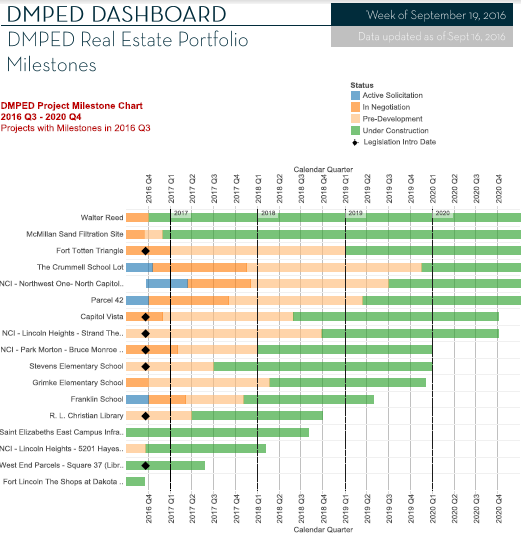 DMPED DASHBOARD
Week of September 19, 2016
DMPED Real Estate Portfolio
Milestones
Data updated as of Sept 16, 2016
Status
Active Solicitation
In Negotiation
Pre-Development
Under Construction
Legislation Intro Date
DMPED Project Milestone Chart
2016 Q3 - 2020 Q4
Projects with Milestones in 2016 Q3
Calendar Quarter
2016 Q4 2017 Q1 2017 Q2 2017 Q3 2017 Q4 2018 Q1 2018 Q2 2018 Q3 2018 Q4 2019 Q1 2019 Q2 2019 Q3 2019 Q4 2020 Q1 2020 Q2 2020 Q3 2020 Q4
2017 2018 2019 2020
Walter Reed
McMillan Sand Filtration Site
Fort Totten Triangle
The Crummell School Lot
NCI - Northwest One- North Capitol..
Parcel 42
Capitol Vista
NCI - Lincoln Heights - Strand The..
NCI - Park Morton - Bruce Monroe ..
Stevens Elementary School
Grimke Elementary School
Franklin School
R. L. Christian Library
Saint Elizabeths East Campus Infra..
NCI - Lincoln Heights - 5201 Hayes..
West End Parcels - Square 37 (Libr..
Fort Lincoln The Shops at Dakota ..
2016 Q4 2017 Q1 2017 Q2 2017 Q3 2017 Q4 2018 Q1 2018 Q2 2018 Q3 2018 Q4 2019 Q1 2019 Q2 2019 Q3 2019 Q4 2020 Q1 2020 Q2 2020 Q3 2020 Q4
Calendar Quarter